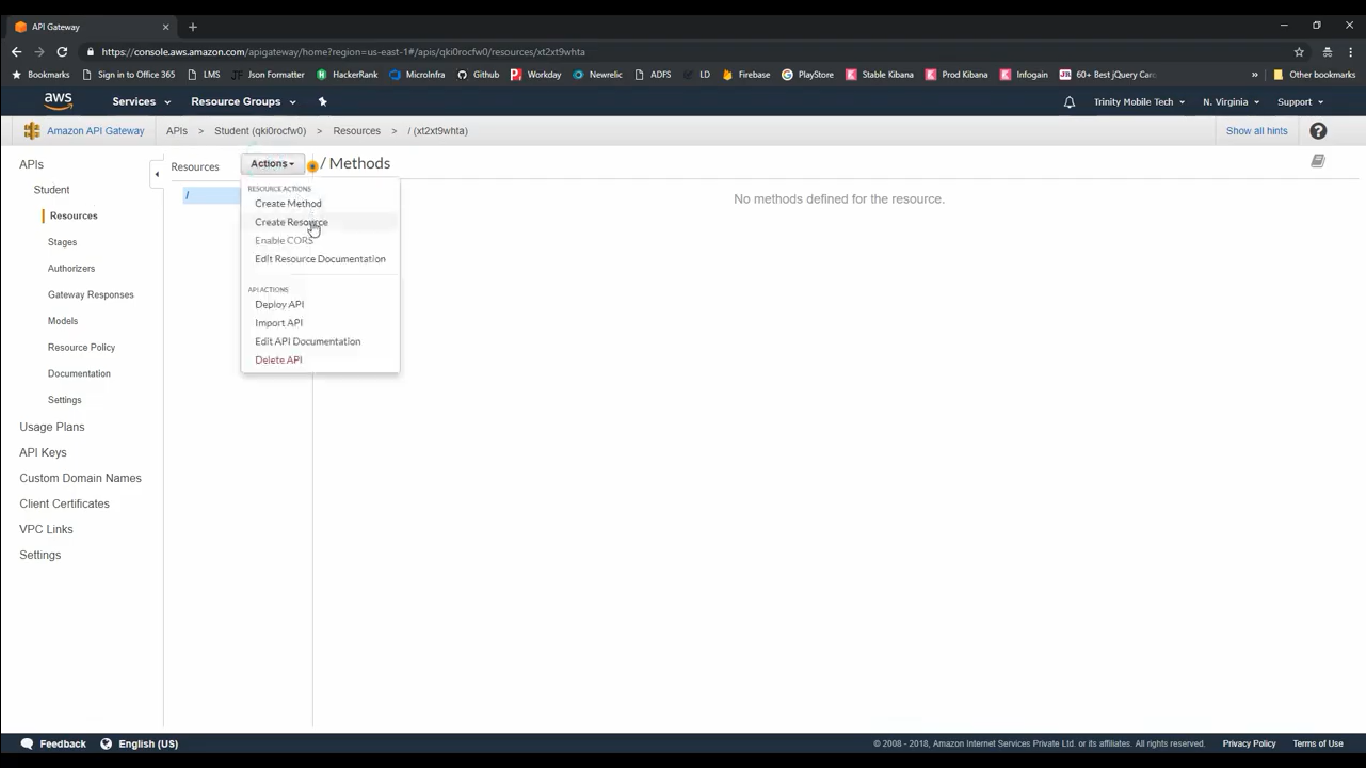 API Gateway
https://console.aws.amazon.com/apigateway/home?region=us-east-1#/apis/qki0rocfw0/resources/xt2xt9whta
Bookmarks Sign in to Office 365 LMS Json Formatter HackerRank MicroInfra Github Workday Newrelic .ADFS LD Firebase PlayStore Stable Kibana Prod Kibana Infogain 60+ Best jQuery Carc » Other bookmarks
aws Services Resource Groups Trinity Mobile Tech N. Virginia Support
Amazon API Gateway APIs > Student (qki0rocfw0) > Resources > / (xt2xt9whta) Show all hints
APIs
Student
Resources
Stages
Authorizers
Gateway Responses
Models
Resource Policy
Documentation
Settings
Usage Plans
API Keys
Custom Domain Names
Client Certificates
VPC Links
Settings
Resources Actions / Methods
/
RESOURCE ACTIONS
Create Method
Create Resource
Enable CORS
Edit Resource Documentation
API ACTIONS
Deploy API
Import API
Edit API Documentation
Delete API
No methods defined for the resource.
Feedback English (US) © 2008 - 2018, Amazon Internet Services Private Ltd. or its affiliates. All rights reserved. Privacy Policy Terms of Use